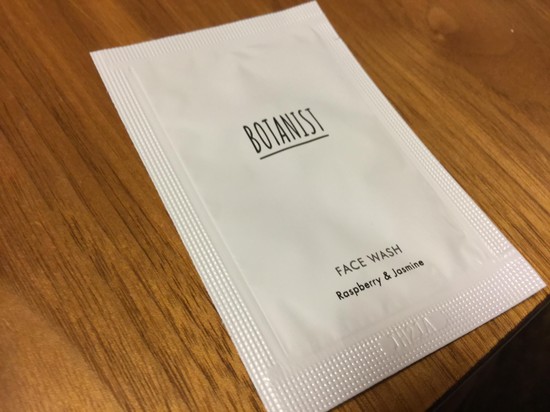 BOTANIST
FACE WASH
Raspberry & Jasmine